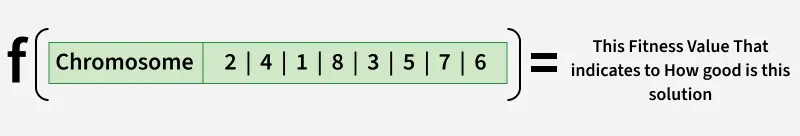 f ( Chromosome 2 | 4 | 1 | 8 | 3 | 5 | 7 | 6 ) =
This Fitness Value That
indicates to How good is this
solution